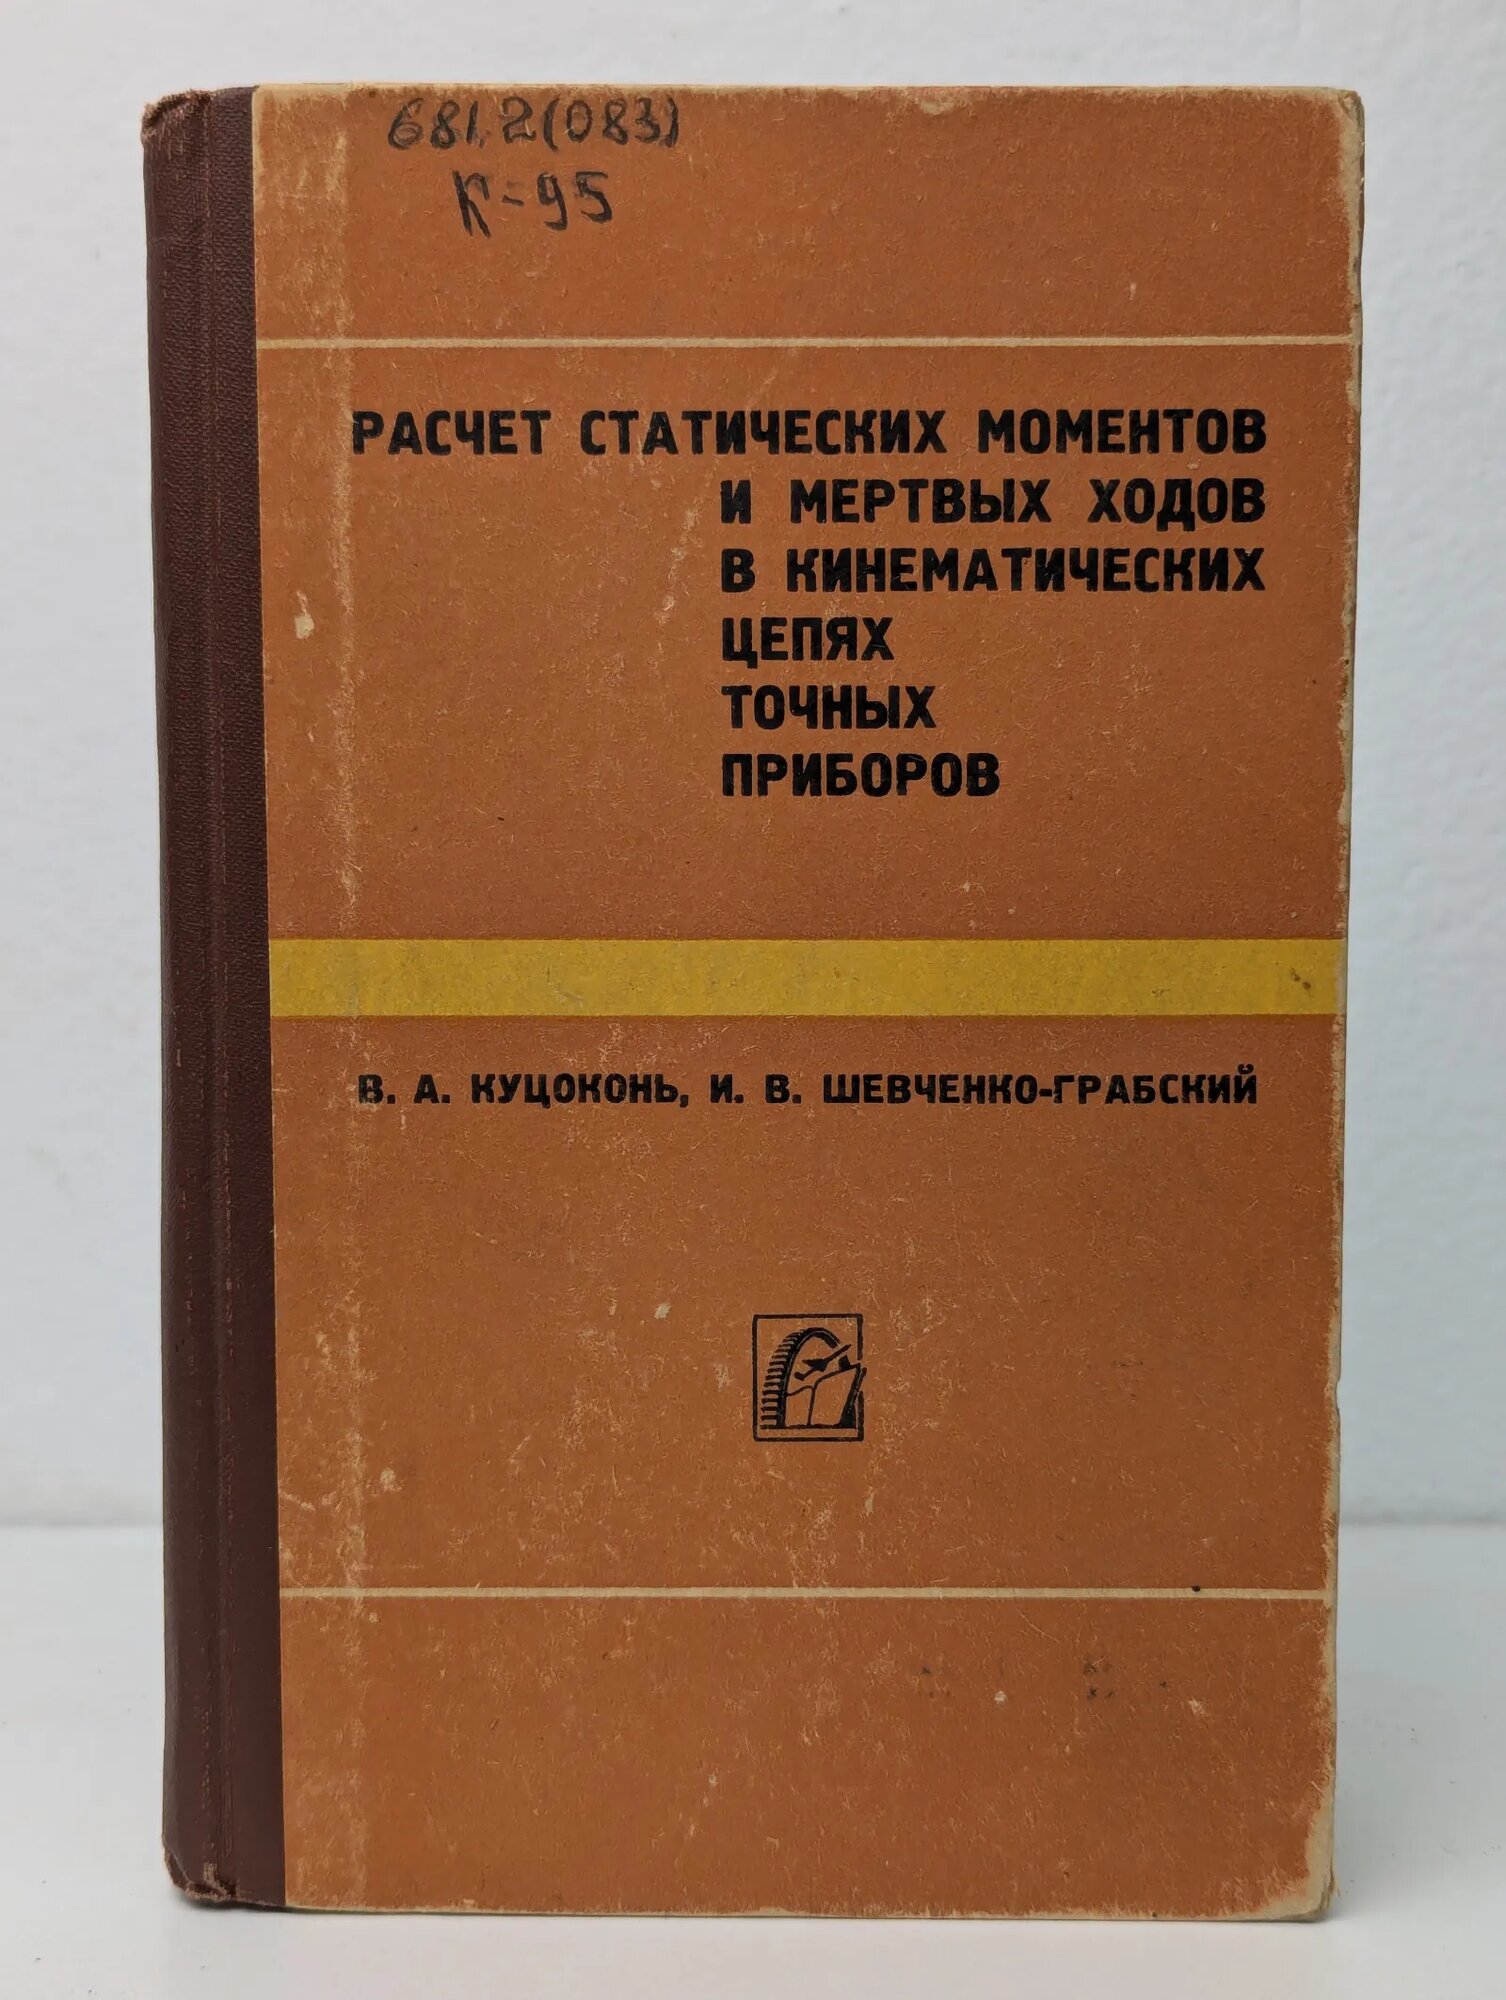 681.2(083)
К-95
РАСЧЕТ СТАТИЧЕСКИХ МОМЕНТОВ
И МЕРТВЫХ ХОДОВ
В КИНЕМАТИЧЕСКИХ
ЦЕПЯХ
ТОЧНЫХ
ПРИБОРОВ
В. А. КУЦОКОНЬ, И. В. ШЕВЧЕНКО-ГРАБСКИЙ